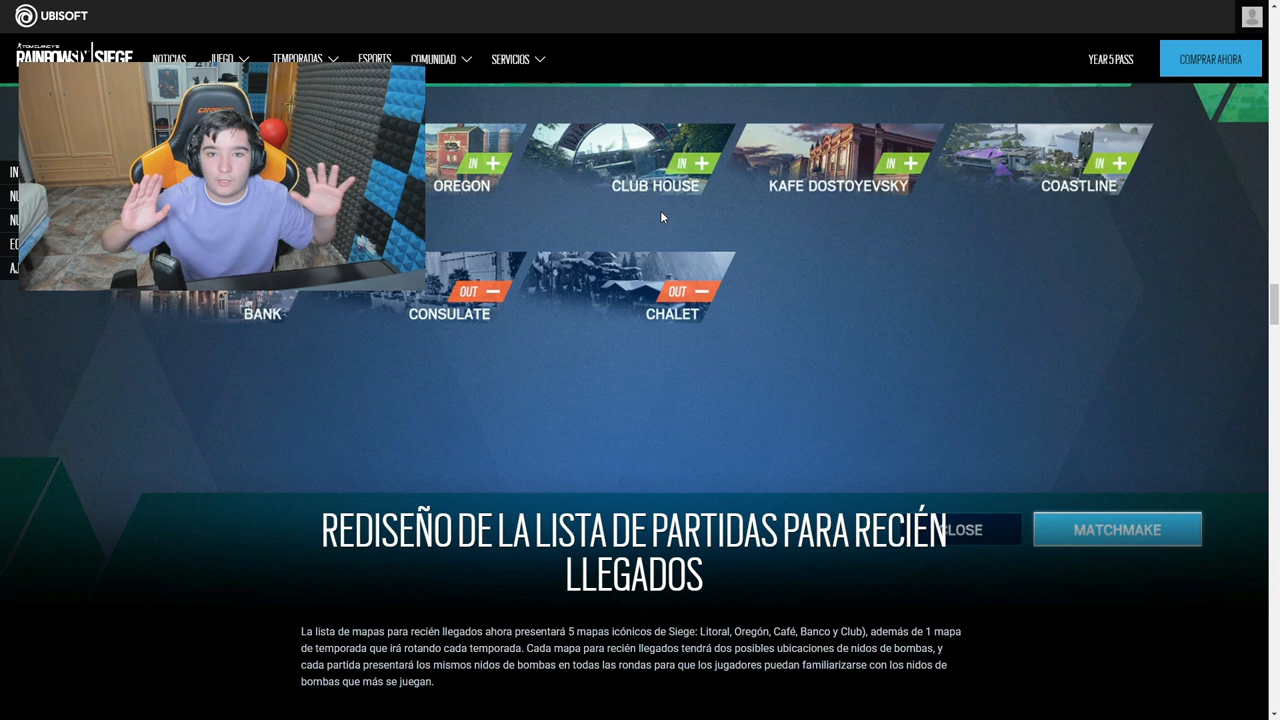 UBISOFT
TOM CLANCY'S
RAINBOW SIX | SIEGE
NOTICIAS
JUEGO
TEMPORADAS
ESPORTS
COMUNIDAD
SERVICIOS
YEAR 5 PASS
COMPRAR AHORA
IN +
OREGON
IN +
CLUB HOUSE
IN +
KAFE DOSTOYEVSKY
IN +
COASTLINE
BANK
OUT −
CONSULATE
OUT −
CHALET
CLOSE
MATCHMAKE
REDISEÑO DE LA LISTA DE PARTIDAS PARA RECIÉN
LLEGADOS
La lista de mapas para recién llegados ahora presentará 5 mapas icónicos de Siege: Litoral, Oregón, Café, Banco y Club), además de 1 mapa
de temporada que irá rotando cada temporada. Cada mapa para recién llegados tendrá dos posibles ubicaciones de nidos de bombas, y
cada partida presentará los mismos nidos de bombas en todas las rondas para que los jugadores puedan familiarizarse con los nidos de
bombas que más se juegan.